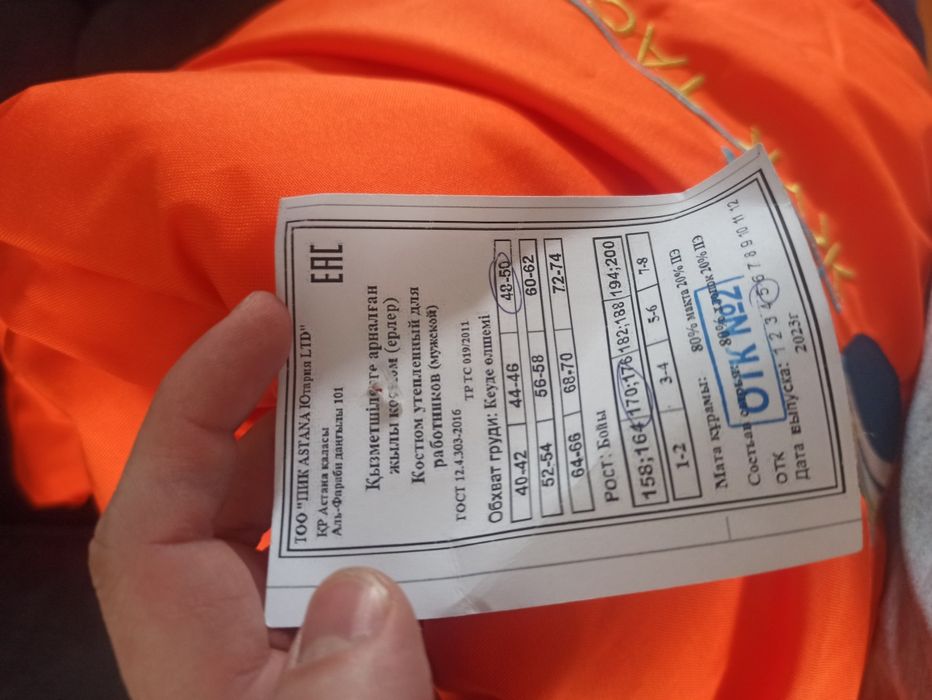 ТОО "ПИК ASTANA Ютария LTD"
ҚР Астана қаласы
Аль-Фараби даңғылы 101
ЕАС
Қызметшілерге арналған
жылы костюм (ерлер)
Костюм утепленный для
работников (мужской)
ГОСТ 12.4.303-2016 ТР ТС 019/2011
Обхват груди: Кеуде өлшемі
40-42 44-46 48-50
52-54 56-58 60-62
64-66 68-70 72-74
Рост: Бойы
158;164 170;176 182;188 194;200
1-2 3-4 5-6 7-8
Мата құрамы: 80% мақта 20% ПЭ
Состав 20% ПЭ
ОТК 1 2 3 4 5 6 7 8 9 10 11 12
Дата выпуска: 2023г
ОТК №2